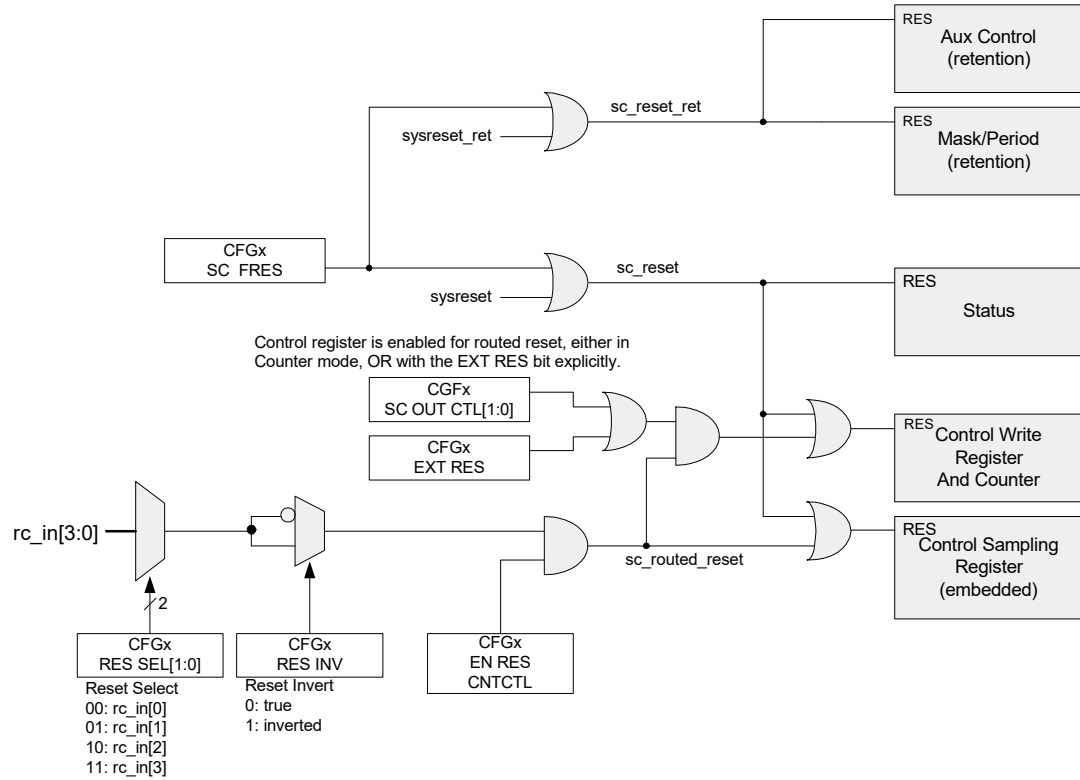 RES
Aux Control
(retention)
sc_reset_ret
sysreset_ret
RES
Mask/Period
(retention)
CFGx
SC FRES
sc_reset
sysreset
RES
Status
Control register is enabled for routed reset, either in
Counter mode, OR with the EXT RES bit explicitly.
CGFx
SC OUT CTL[1:0]
CFGx
EXT RES
RES
Control Write
Register
And Counter
rc_in[3:0]
sc_routed_reset
RES
Control Sampling
Register
(embedded)
2
CFGx
RES SEL[1:0]
CFGx
RES INV
CFGx
EN RES
CNTCTL
Reset Select
00: rc_in[0]
01: rc_in[1]
10: rc_in[2]
11: rc_in[3]
Reset Invert
0: true
1: inverted